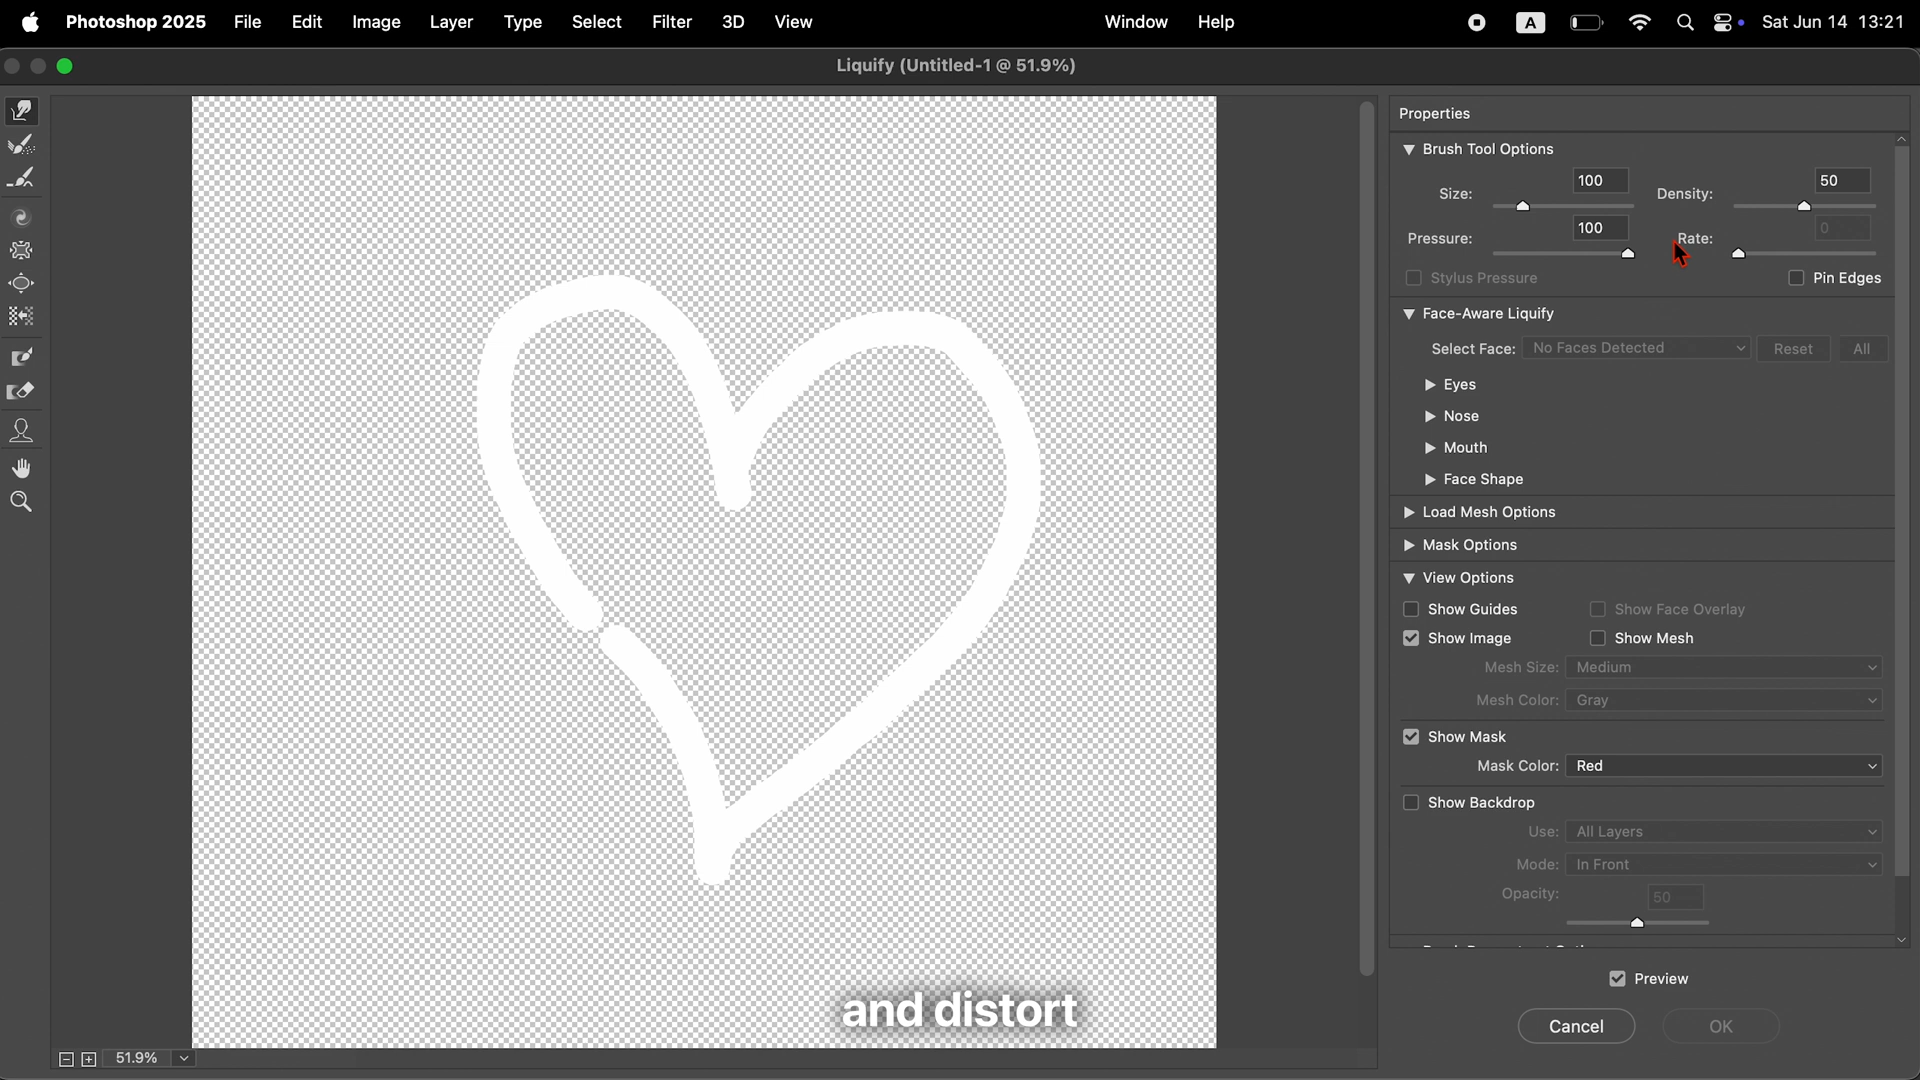 Photoshop 2025 File Edit Image Layer Type Select Filter 3D View Window Help A Sat Jun 14 13:21
Liquify (Untitled-1 @ 51.9%)
Properties
Brush Tool Options
Size: 100 Density: 50
Pressure: 100 Rate: 0
Stylus Pressure Pin Edges
Face-Aware Liquify
Select Face: No Faces Detected Reset All
Eyes
Nose
Mouth
Face Shape
Load Mesh Options
Mask Options
View Options
Show Guides Show Face Overlay
Show Image Show Mesh
Mesh Size: Medium
Mesh Color: Gray
Show Mask
Mask Color: Red
Show Backdrop
Use: All Layers
Mode: In Front
Opacity: 50
Preview
Cancel OK
and distort
51.9%